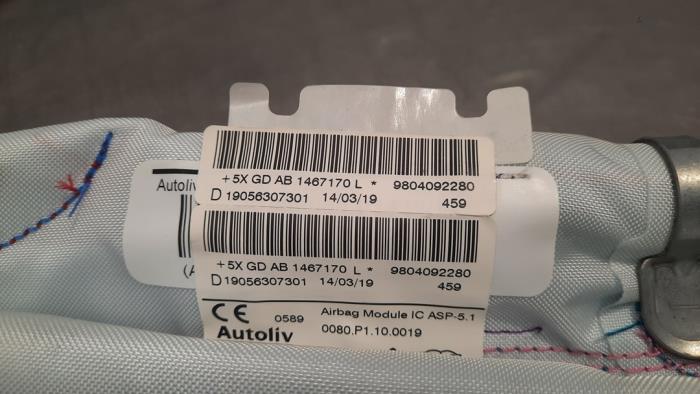 +5X GD AB 1467170 L * 9804092280
D 19056307301 14/03/19 459
Autoliv
+5X GD AB 1467170 L * 9804092280
D 19056307301 14/03/19 459
(A
CE 0589 Airbag Module IC ASP-5.1
Autoliv 0080.P1.10.0019